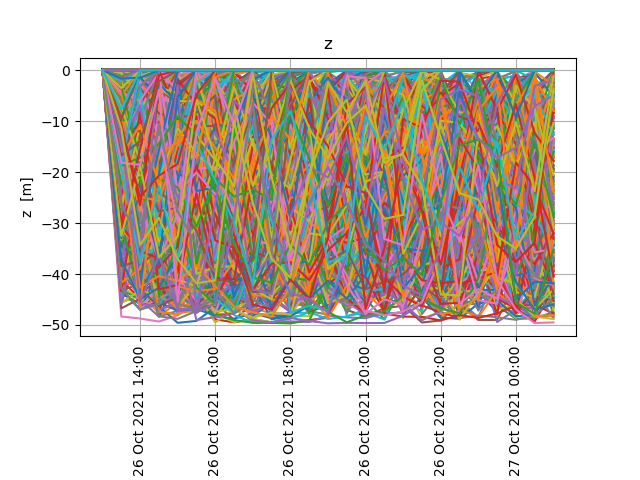 z
0
−10
−20
−30
−40
−50
z [m]
26 Oct 2021 14:00
26 Oct 2021 16:00
26 Oct 2021 18:00
26 Oct 2021 20:00
26 Oct 2021 22:00
27 Oct 2021 00:00